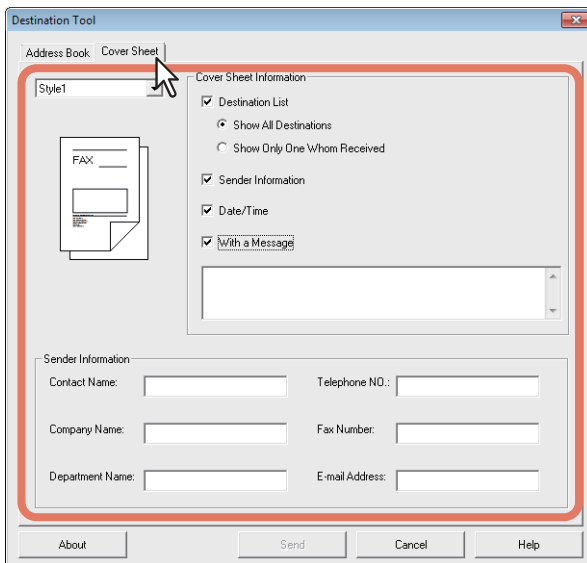 Destination Tool
Address Book Cover Sheet
Style1
FAX
Cover Sheet Information
Destination List
Show All Destinations
Show Only One Whom Received
Sender Information
Date/Time
With a Message
Sender Information
Contact Name: Telephone NO.:
Company Name: Fax Number:
Department Name: E-mail Address:
About Send Cancel Help